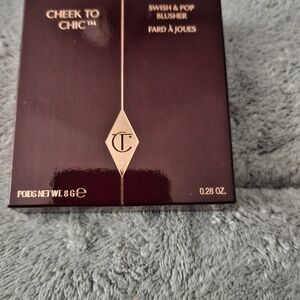 CHEEK TO
CHIC™
SWISH & POP
BLUSHER
FARD À JOUES
CT
POIDS NET WT. 8 G ℮
0.28 OZ.